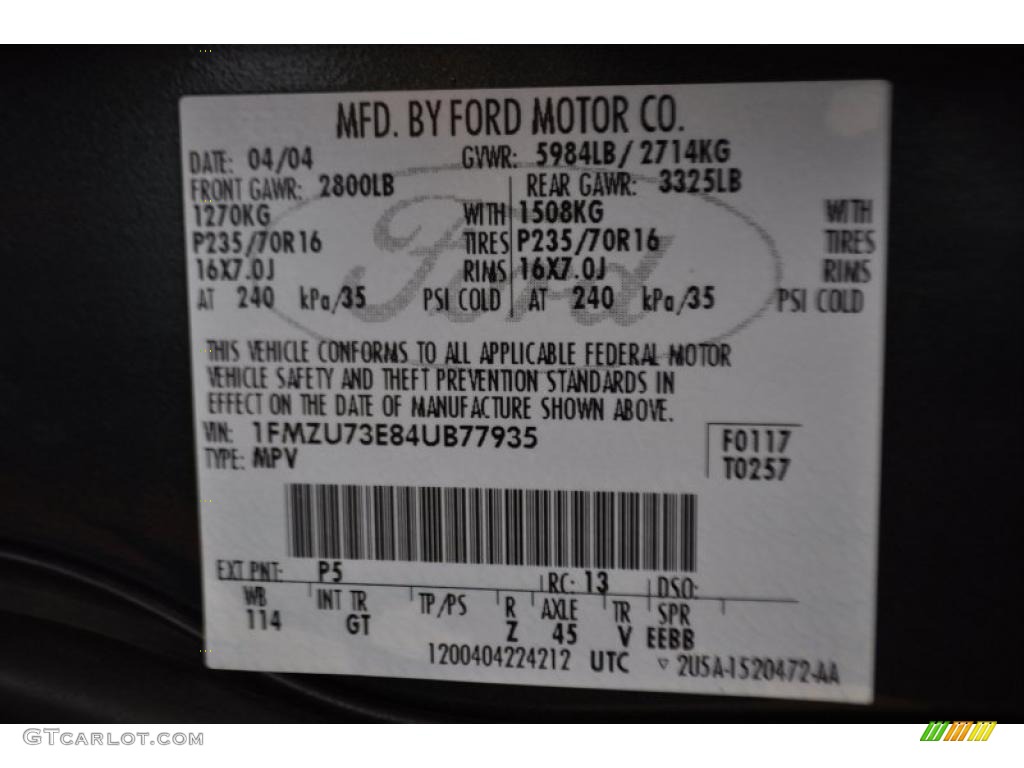 MFD. BY FORD MOTOR CO.
DATE: 04/04 GVWR: 5984LB/2714KG
FRONT GAWR: 2800LB REAR GAWR: 3325LB
1270KG WITH 1508KG WITH
P235/70R16 TIRES P235/70R16 TIRES
16X7.0J RIMS 16X7.0J RIMS
AT 240 kPa/35 PSI COLD AT 240 kPa/35 PSI COLD
Ford
THIS VEHICLE CONFORMS TO ALL APPLICABLE FEDERAL MOTOR
VEHICLE SAFETY AND THEFT PREVENTION STANDARDS IN
EFFECT ON THE DATE OF MANUFACTURE SHOWN ABOVE.
VIN: 1FMZU73E84UB77935 F0117
TYPE: MPV T0257
EXT PNT: P5 RC: 13 DSO:
WB INT TR TP/PS R AXLE TR SPR
114 GT Z 45 V EEBB
1200404224212 UTC ▽ 2U5A-1520472-AA
GTCARLOT.COM